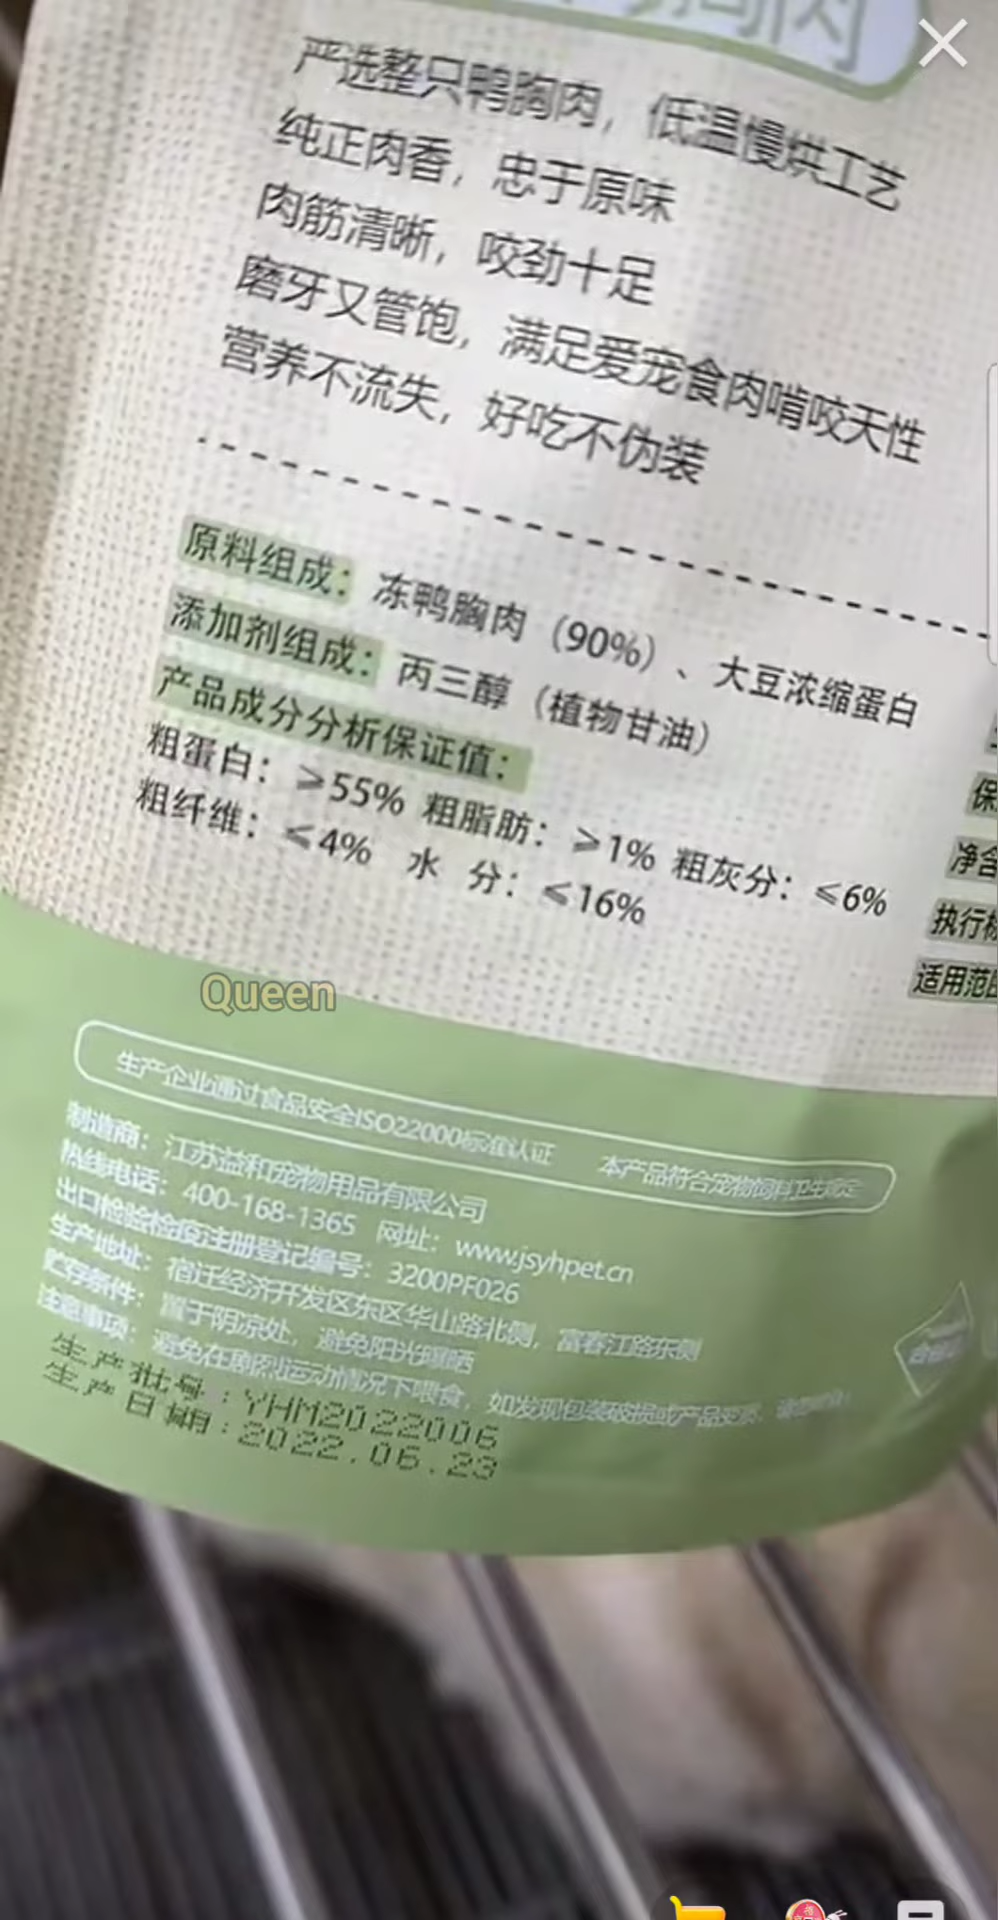 严选整只鸭胸肉，低温慢烘工艺
纯正肉香，忠于原味
肉筋清晰，咬劲十足
磨牙又管饱，满足爱宠食肉啃咬天性
营养不流失，好吃不伪装
原料组成：冻鸭胸肉（90%）、大豆浓缩蛋白
添加剂组成：丙三醇（植物甘油）
产品成分分析保证值：
粗蛋白：≥55% 粗脂肪：≥1% 粗灰分：≤6%
粗纤维：≤4% 水 分：≤16%
保
净含
执行标
适用范围
Queen
生产企业通过食品安全ISO22000标准认证 本产品符合宠物饲料卫生规定
制造商：江苏益和宠物用品有限公司
热线电话：400-168-1365 网址：www.jsyhpet.cn
出口检验检疫注册登记编号：3200PF026
生产地址：宿迁经济开发区东区华山路北侧，富春江路东侧
贮存条件：置于阴凉处，避免阳光曝晒
注意事项：避免在剧烈运动情况下喂食，如发现包装破损或产品变质，
生产批号：YHM2022006
生产日期：2022.06.23